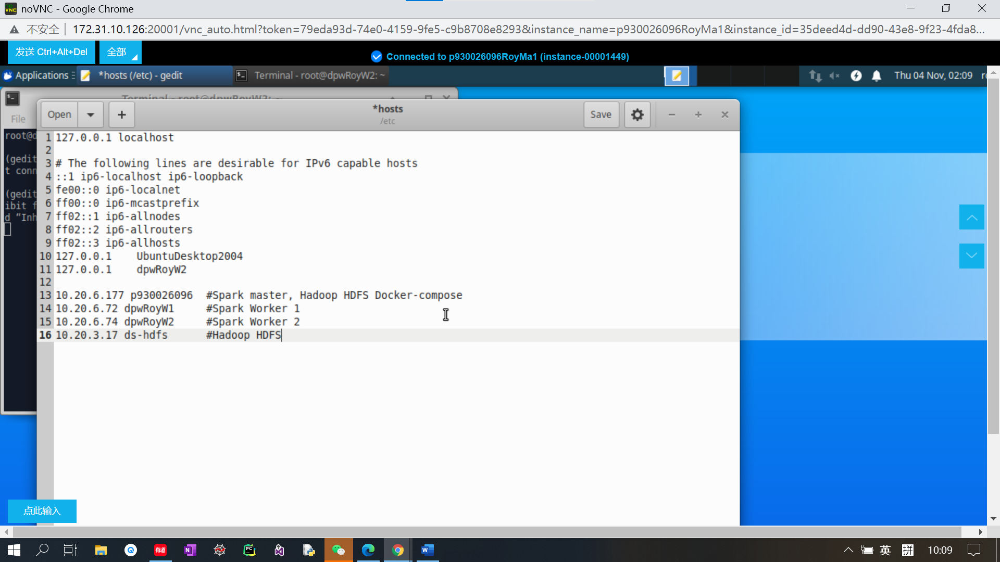 noVNC - Google Chrome
不安全 172.31.10.126:20001/vnc_auto.html?token=79eda93d-74e0-4159-9fe5-c9b8708e8293&instance_name=p930026096RoyMa1&instance_id=35deed4d-dd90-43e8-9f23-4fda8...
发送 Ctrl+Alt+Del 全部
Connected to p930026096RoyMa1 (instance-00001449)
Applications *hosts (/etc) - gedit Terminal - root@dpwRoyW2: ~ Thu 04 Nov, 02:09
Terminal - root@dpwRoyW2: ~
File
Open *hosts Save
/etc
root@d
(gedit
t conn
(gedit
ibit f
d “Inh
1 127.0.0.1 localhost
2
3 # The following lines are desirable for IPv6 capable hosts
4 ::1 ip6-localhost ip6-loopback
5 fe00::0 ip6-localnet
6 ff00::0 ip6-mcastprefix
7 ff02::1 ip6-allnodes
8 ff02::2 ip6-allrouters
9 ff02::3 ip6-allhosts
10 127.0.0.1    UbuntuDesktop2004
11 127.0.0.1    dpwRoyW2
12
13 10.20.6.177 p930026096  #Spark master, Hadoop HDFS Docker-compose
14 10.20.6.72 dpwRoyW1     #Spark Worker 1
15 10.20.6.74 dpwRoyW2     #Spark Worker 2
16 10.20.3.17 ds-hdfs      #Hadoop HDFS
点此输入
英 拼 10:09